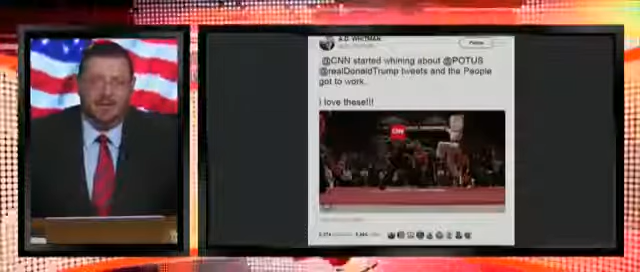 A.D. WHITMAN
Follow
@CNN started whining about @POTUS
@realDonaldTrump tweets and the People
got to work.
I love these!!!
CNN